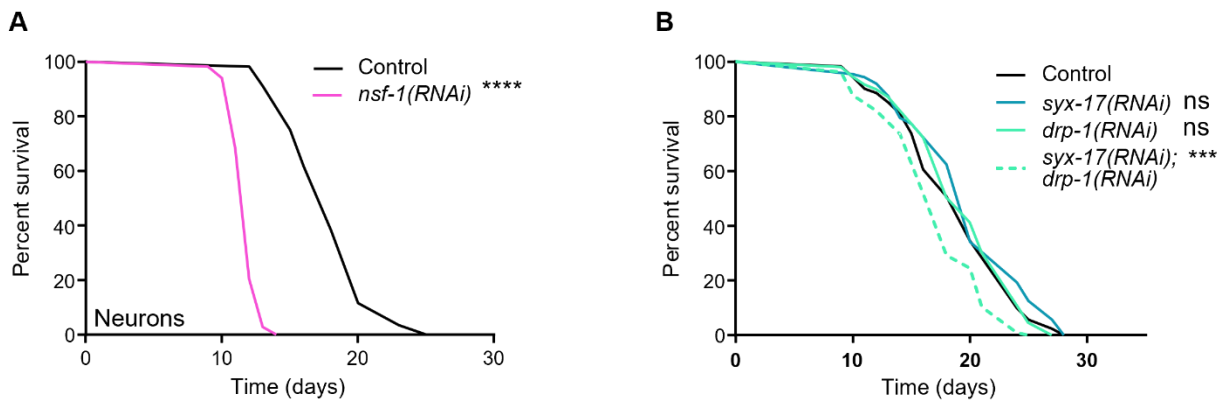 A
Percent survival
100
80
60
40
20
0
Control
nsf-1(RNAi) ****
Neurons
0 10 20 30
Time (days)
B
Percent survival
100
80
60
40
20
0
Control
syx-17(RNAi) ns
drp-1(RNAi) ns
syx-17(RNAi); ***
drp-1(RNAi)
0 10 20 30
Time (days)